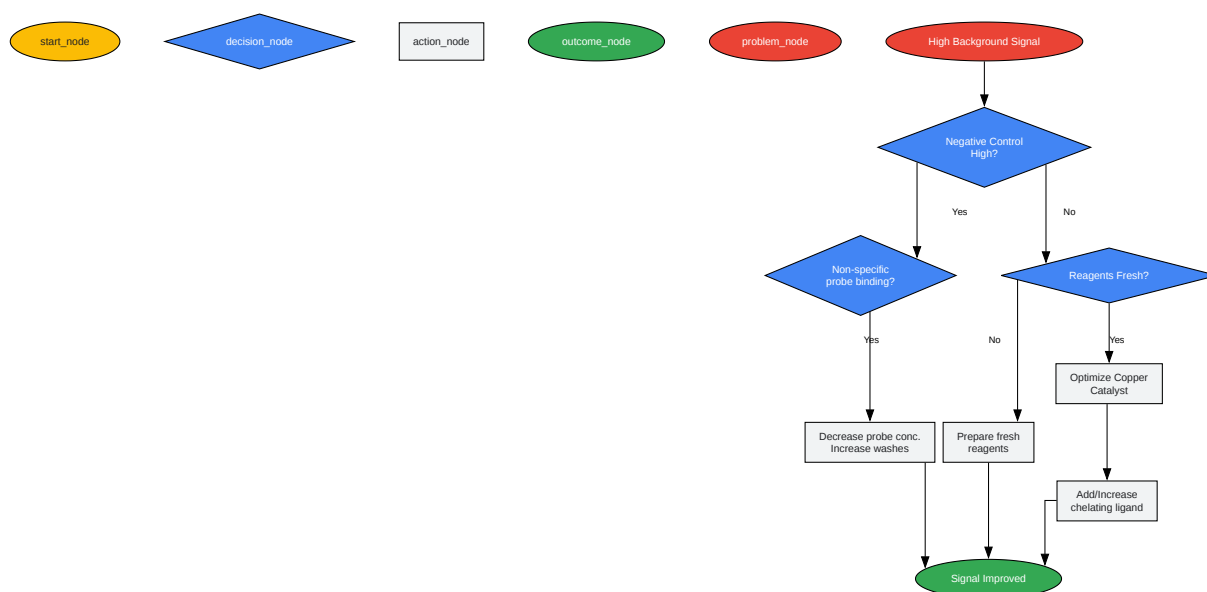 start_node
decision_node
action_node
outcome_node
problem_node
High Background Signal
Negative Control
High?
Yes
No
Non-specific
probe binding?
Reagents Fresh?
Yes
No
Yes
Optimize Copper
Catalyst
Decrease probe conc.
Increase washes
Prepare fresh
reagents
Add/Increase
chelating ligand
Signal Improved